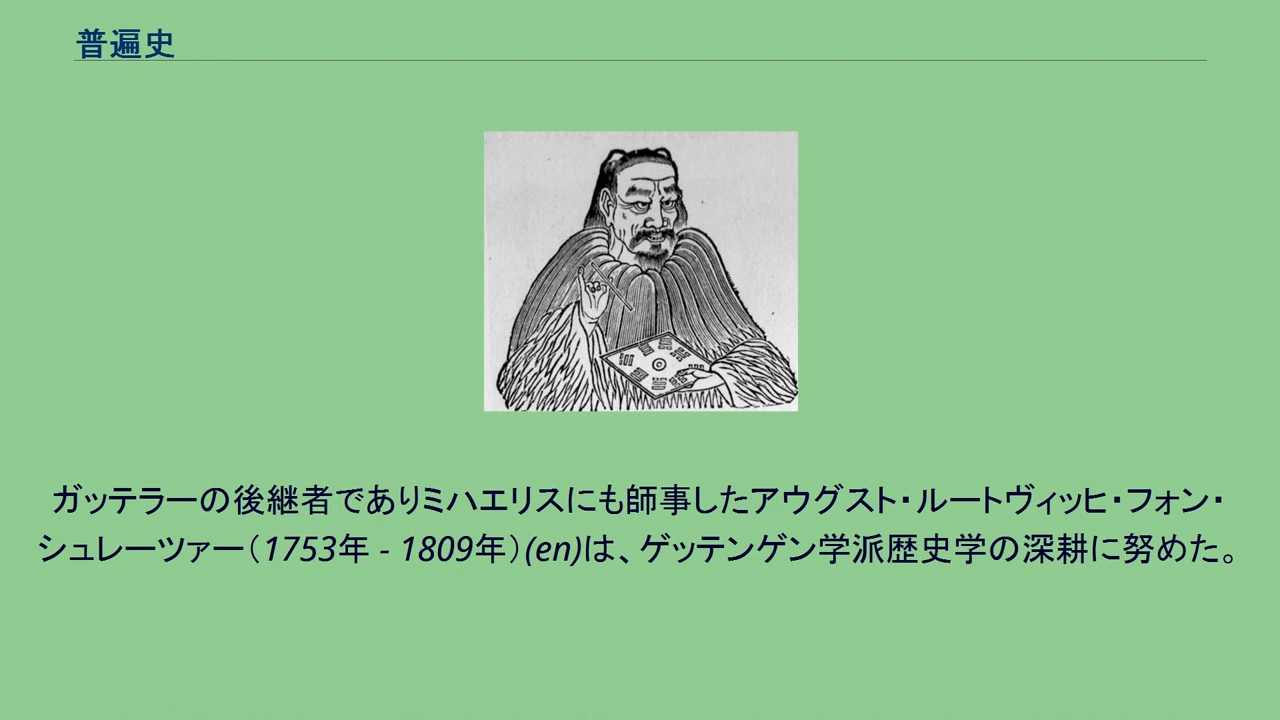 普遍史
ガッテラーの後継者でありミハエリスにも師事したアウグスト・ルートヴィッヒ・フォン・
シュレーツァー（1753年 - 1809年）(en)は、ゲッテンゲン学派歴史学の深耕に努めた。